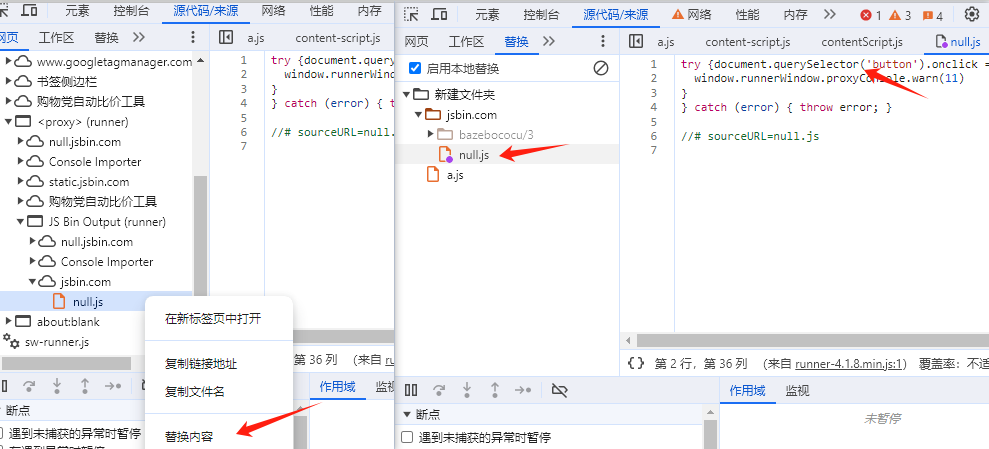 元素
控制台
源代码/来源
网络
性能
内存
网页
工作区
替换
www.googletagmanager.com
书签侧边栏
购物党自动比价工具
<proxy> (runner)
null.jsbin.com
Console Importer
static.jsbin.com
购物党自动比价工具
JS Bin Output (runner)
null.jsbin.com
Console Importer
jsbin.com
null.js
about:blank
sw-runner.js
断点
遇到未捕获的异常时暂停
a.js
content-script.js
1 try {document.query
2 window.runnerWind
3 }
4 } catch (error) { t
5
6 //# sourceURL=null.
7
在新标签页中打开
复制链接地址
复制文件名
替换内容
第 36 列
(来自 ru
作用域
监视
元素
控制台
源代码/来源
网络
性能
内存
1
3
4
网页
工作区
替换
启用本地替换
新建文件夹
jsbin.com
bazebococu/3
null.js
a.js
a.js
content-script.js
contentScript.js
null.js
1 try {document.querySelector('button').onclick =
2 window.runnerWindow.proxyConsole.warn(11)
3 }
4 } catch (error) { throw error; }
5
6 //# sourceURL=null.js
7
{} 第 2 行，第 36 列 (来自 runner-4.1.8.min.js:1) 覆盖率：不适
作用域
监视
未暂停
断点
遇到未捕获的异常时暂停